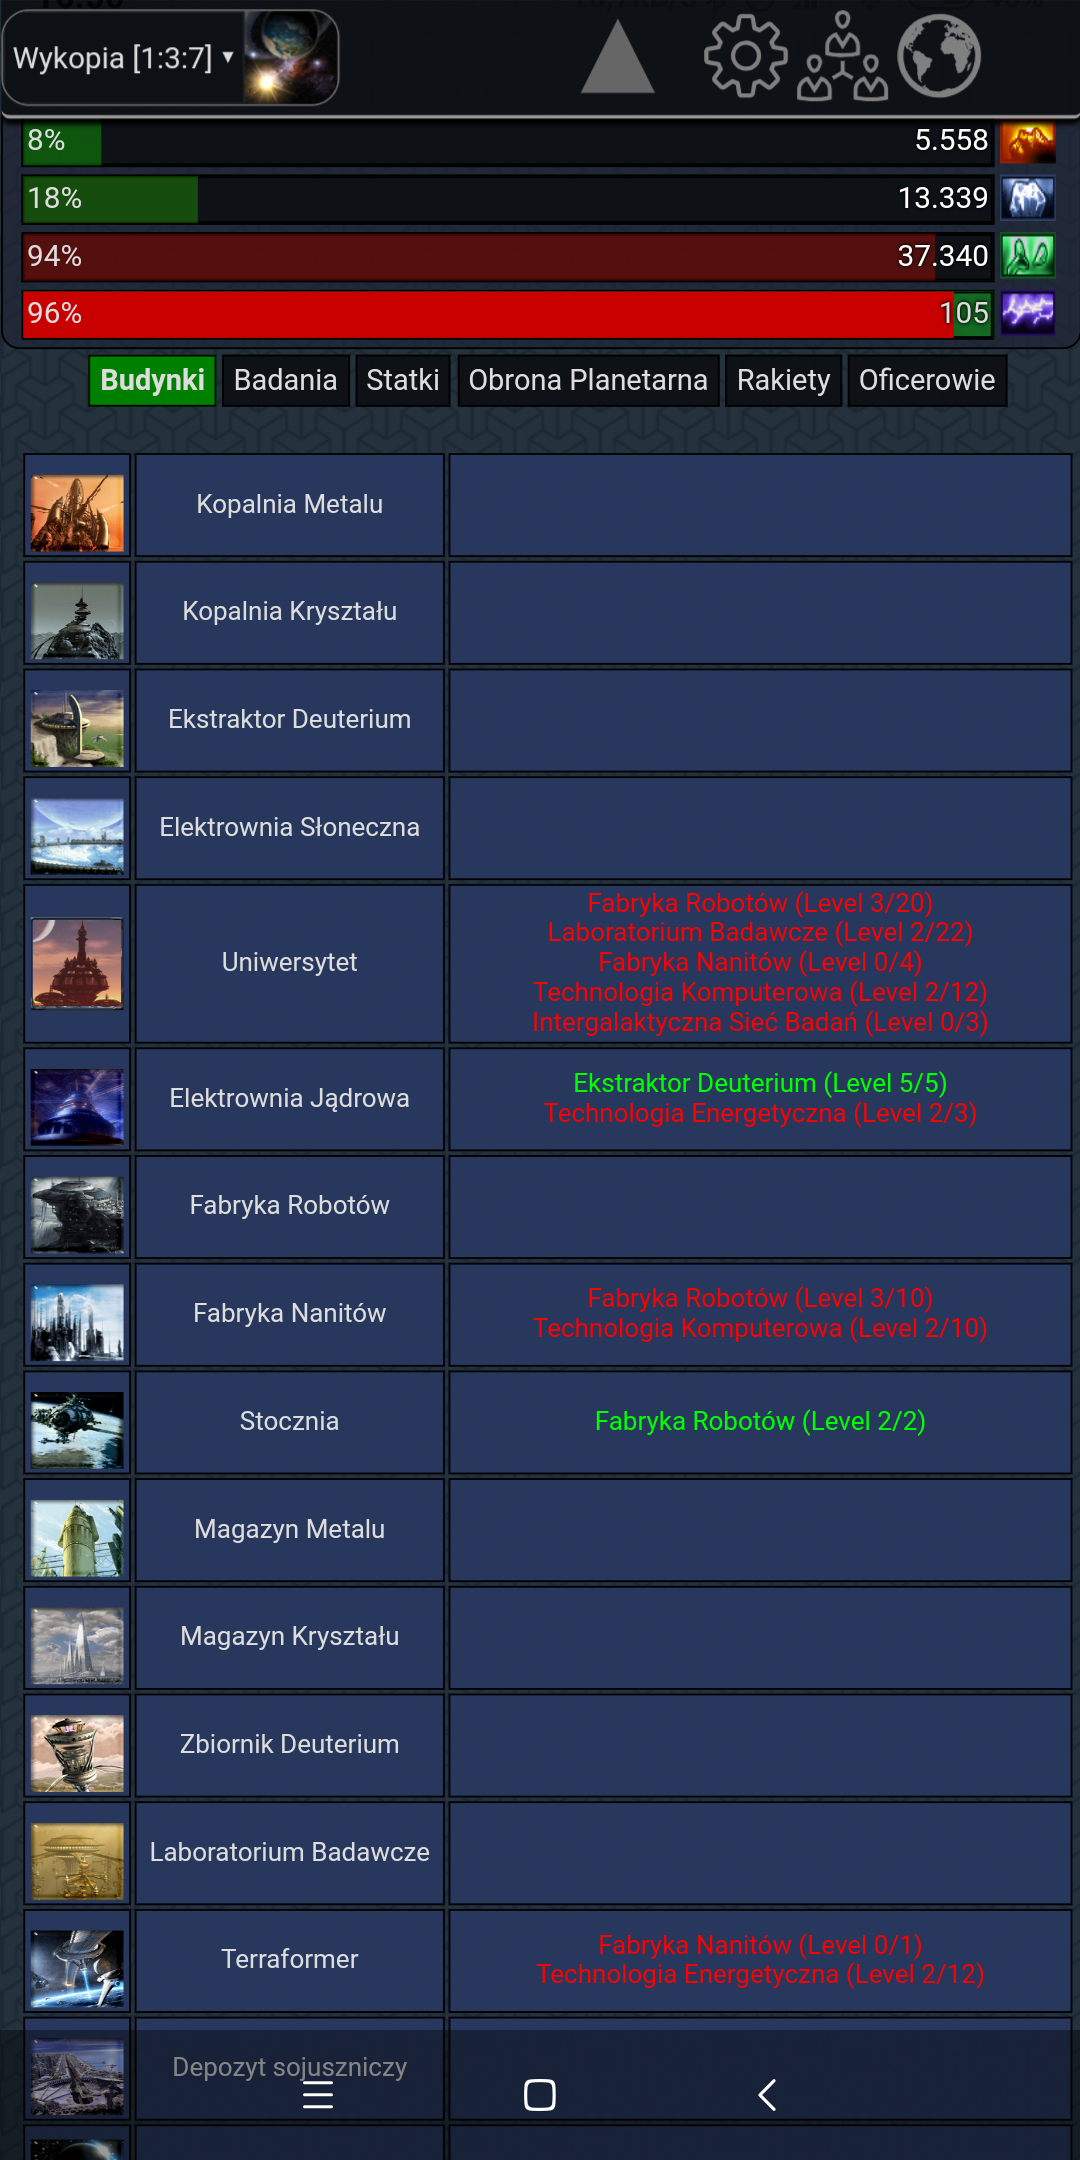 Wykopia [1:3:7] ▾
8% 5.558
18% 13.339
94% 37.340
96% 105
Budynki Badania Statki Obrona Planetarna Rakiety Oficerowie
Kopalnia Metalu
Kopalnia Kryształu
Ekstraktor Deuterium
Elektrownia Słoneczna
Uniwersytet
Fabryka Robotów (Level 3/20)
Laboratorium Badawcze (Level 2/22)
Fabryka Nanitów (Level 0/4)
Technologia Komputerowa (Level 2/12)
Intergalaktyczna Sieć Badań (Level 0/3)
Elektrownia Jądrowa
Ekstraktor Deuterium (Level 5/5)
Technologia Energetyczna (Level 2/3)
Fabryka Robotów
Fabryka Nanitów
Fabryka Robotów (Level 3/10)
Technologia Komputerowa (Level 2/10)
Stocznia
Fabryka Robotów (Level 2/2)
Magazyn Metalu
Magazyn Kryształu
Zbiornik Deuterium
Laboratorium Badawcze
Terraformer
Fabryka Nanitów (Level 0/1)
Technologia Energetyczna (Level 2/12)
Depozyt sojuszniczy